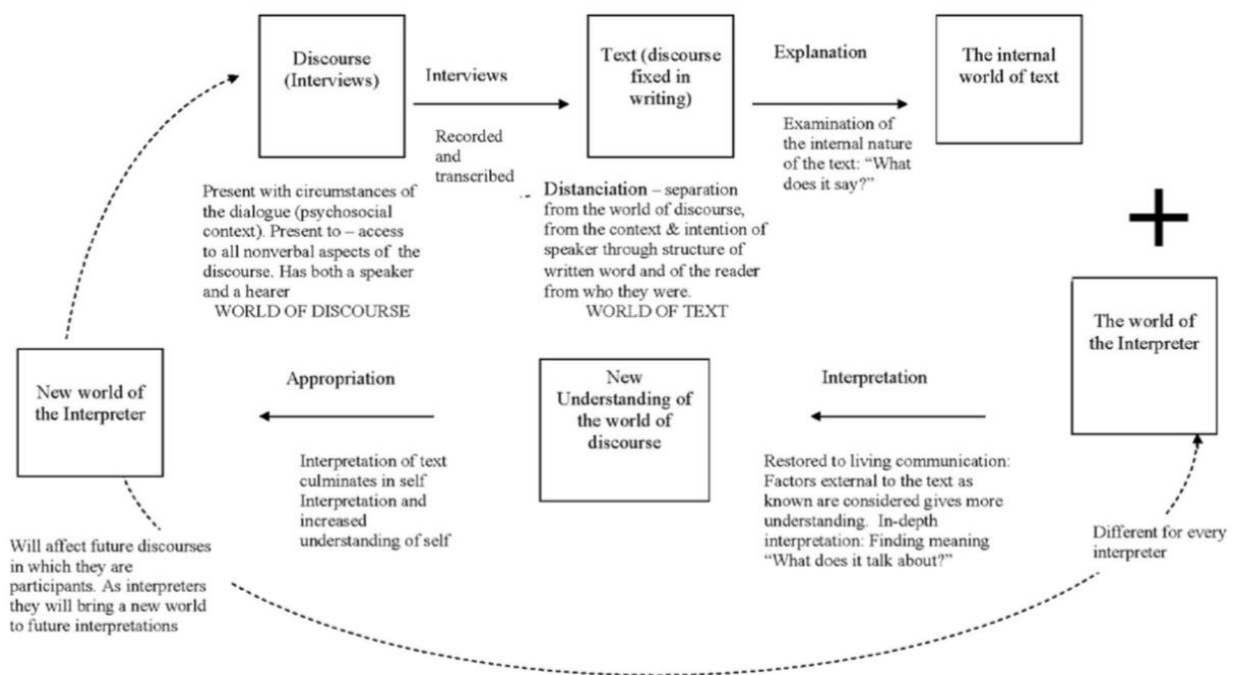 Discourse
(Interviews)
Interviews
Recorded
and
transcribed
Text (discourse
fixed in
writing)
Explanation
Examination of
the internal nature
of the text: “What
does it say?”
The internal
world of text
Present with circumstances of
the dialogue (psychosocial
context). Present to – access
to all nonverbal aspects of the
discourse. Has both a speaker
and a hearer
WORLD OF DISCOURSE
Distanciation – separation
from the world of discourse,
from the context & intention of
speaker through structure of
written word and of the reader
from who they were.
WORLD OF TEXT
+
The world of
the Interpreter
Interpretation
Restored to living communication:
Factors external to the text as
known are considered gives more
understanding. In-depth
interpretation: Finding meaning
“What does it talk about?”
New
Understanding of
the world of
discourse
Appropriation
Interpretation of text
culminates in self
Interpretation and
increased
understanding of self
New world of
the Interpreter
Will affect future discourses
in which they are
participants. As interpreters
they will bring a new world
to future interpretations
Different for every
interpreter